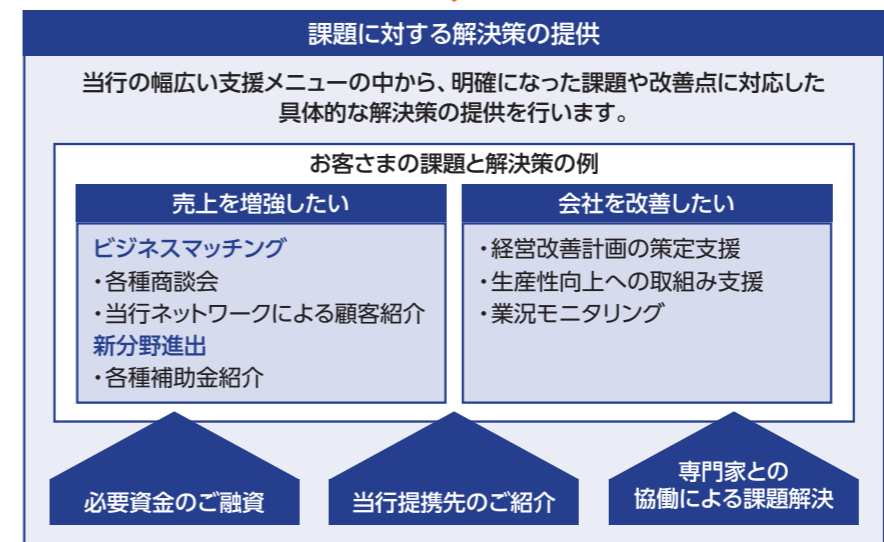 課題に対する解決策の提供
当行の幅広い支援メニューの中から、明確になった課題や改善点に対応した
具体的な解決策の提供を行います。
お客さまの課題と解決策の例
売上を増強したい
ビジネスマッチング
・各種商談会
・当行ネットワークによる顧客紹介
新分野進出
・各種補助金紹介
会社を改善したい
・経営改善計画の策定支援
・生産性向上への取組み支援
・業況モニタリング
必要資金のご融資
当行提携先のご紹介
専門家との
協働による課題解決